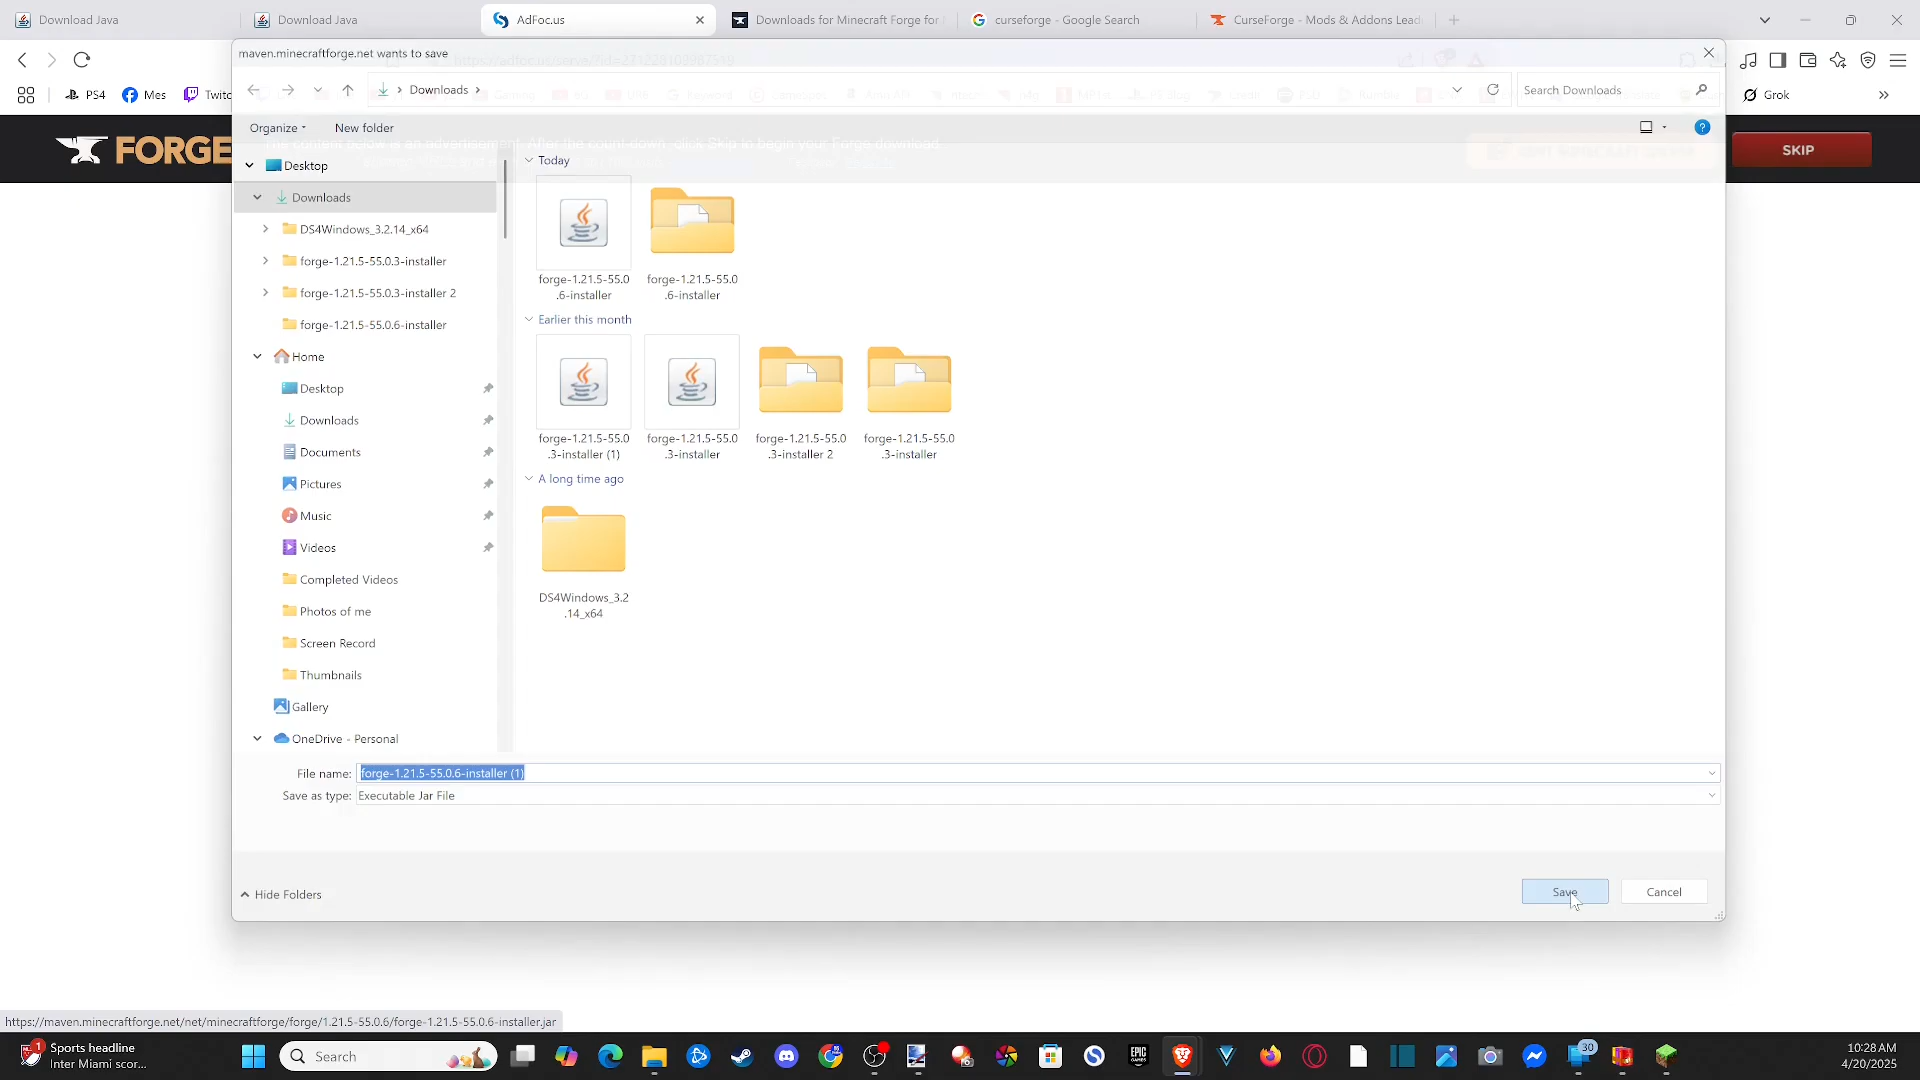 Download Java
Download Java
AdFoc.us
Downloads for Minecraft Forge for
curseforge - Google Search
CurseForge - Mods & Addons Lead
maven.minecraftforge.net wants to save
PS4
Mes
Twitc
Downloads
Search Downloads
Grok
Organize
New folder
FORGE
SKIP
Desktop
Downloads
DS4Windows_3.2.14_x64
forge-1.21.5-55.0.3-installer
forge-1.21.5-55.0.3-installer 2
forge-1.21.5-55.0.6-installer
Home
Desktop
Downloads
Documents
Pictures
Music
Videos
Completed Videos
Photos of me
Screen Record
Thumbnails
Gallery
OneDrive - Personal
Today
forge-1.21.5-55.0
.6-installer
forge-1.21.5-55.0
.6-installer
Earlier this month
forge-1.21.5-55.0
.3-installer (1)
forge-1.21.5-55.0
.3-installer
forge-1.21.5-55.0
.3-installer 2
forge-1.21.5-55.0
.3-installer
A long time ago
DS4Windows_3.2
.14_x64
File name: forge-1.21.5-55.0.6-installer (1)
Save as type: Executable Jar File
Hide Folders
Save
Cancel
https://maven.minecraftforge.net/net/minecraftforge/forge/1.21.5-55.0.6/forge-1.21.5-55.0.6-installer.jar
1
Sports headline
Inter Miami scor...
Search
EPIC
GAMES
30
10:28 AM
4/20/2025